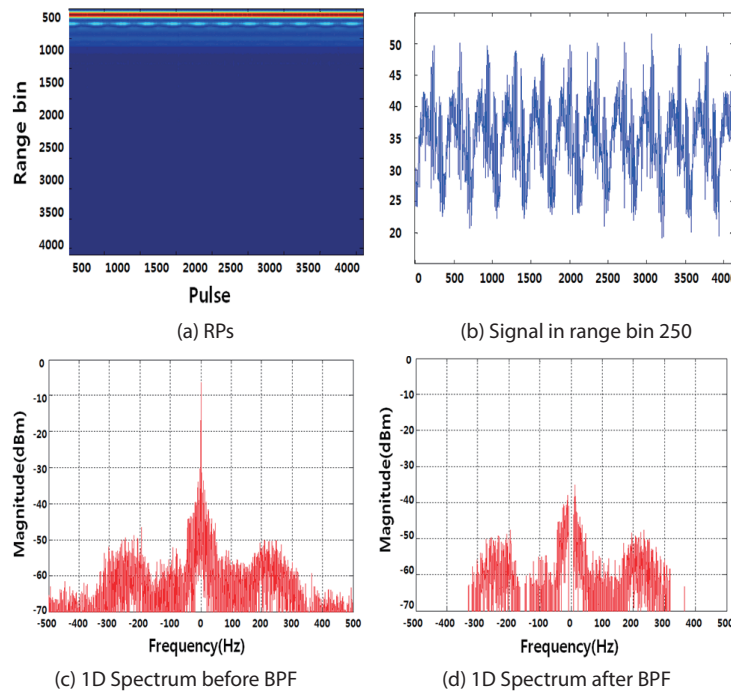 500
1000
1500
2000
2500
3000
3500
4000
Range bin
500 1000 1500 2000 2500 3000 3500 4000
Pulse
(a) RPs
50
45
40
35
30
25
20
0 500 1000 1500 2000 2500 3000 3500 4000
(b) Signal in range bin 250
0
-10
-20
-30
-40
-50
-60
-70
Magnitude(dBm)
-500 -400 -300 -200 -100 0 100 200 300 400 500
Frequency(Hz)
(c) 1D Spectrum before BPF
0
-10
-20
-30
-40
-50
-60
-70
Magnitude(dBm)
-500 -400 -300 -200 -100 0 100 200 300 400 500
Frequency(Hz)
(d) 1D Spectrum after BPF